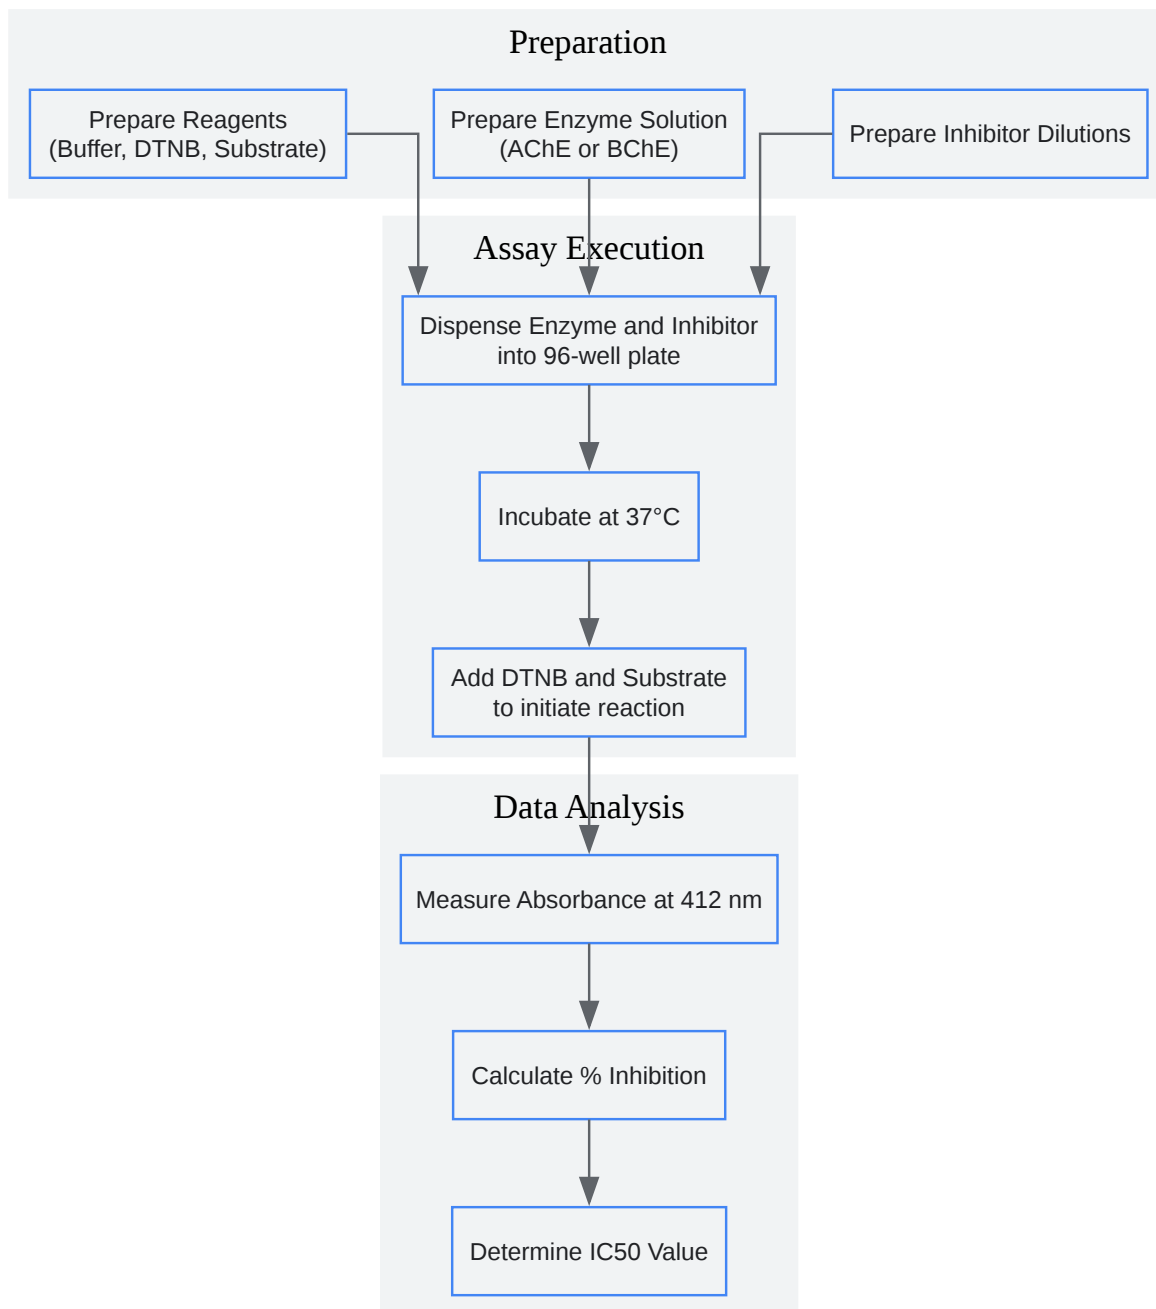 Preparation
Prepare Reagents
(Buffer, DTNB, Substrate)
Prepare Enzyme Solution
(AChE or BChE)
Prepare Inhibitor Dilutions
Assay Execution
Dispense Enzyme and Inhibitor
into 96-well plate
Incubate at 37°C
Add DTNB and Substrate
to initiate reaction
Data Analysis
Measure Absorbance at 412 nm
Calculate % Inhibition
Determine IC50 Value